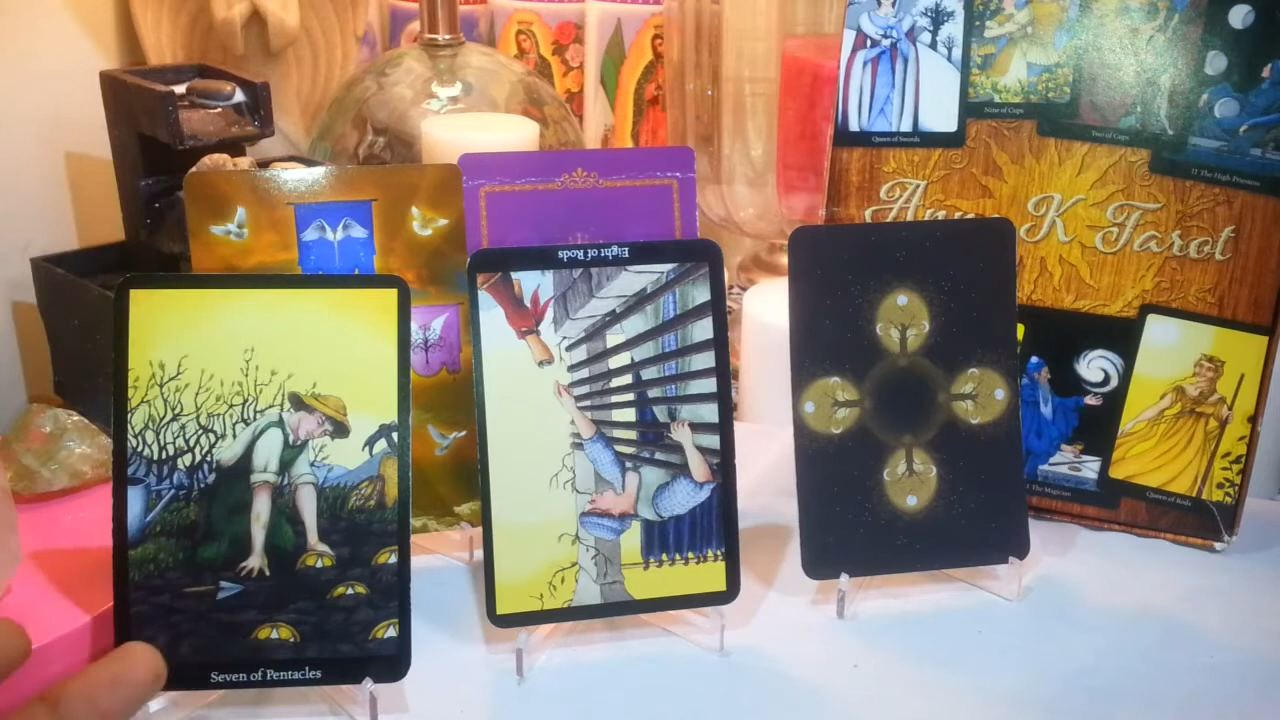 Queen of Swords
Nine of Cups
Two of Cups
II The High Priestess
Ann K Tarot
Eight of Rods
I The Magician
Queen of Rods
Seven of Pentacles